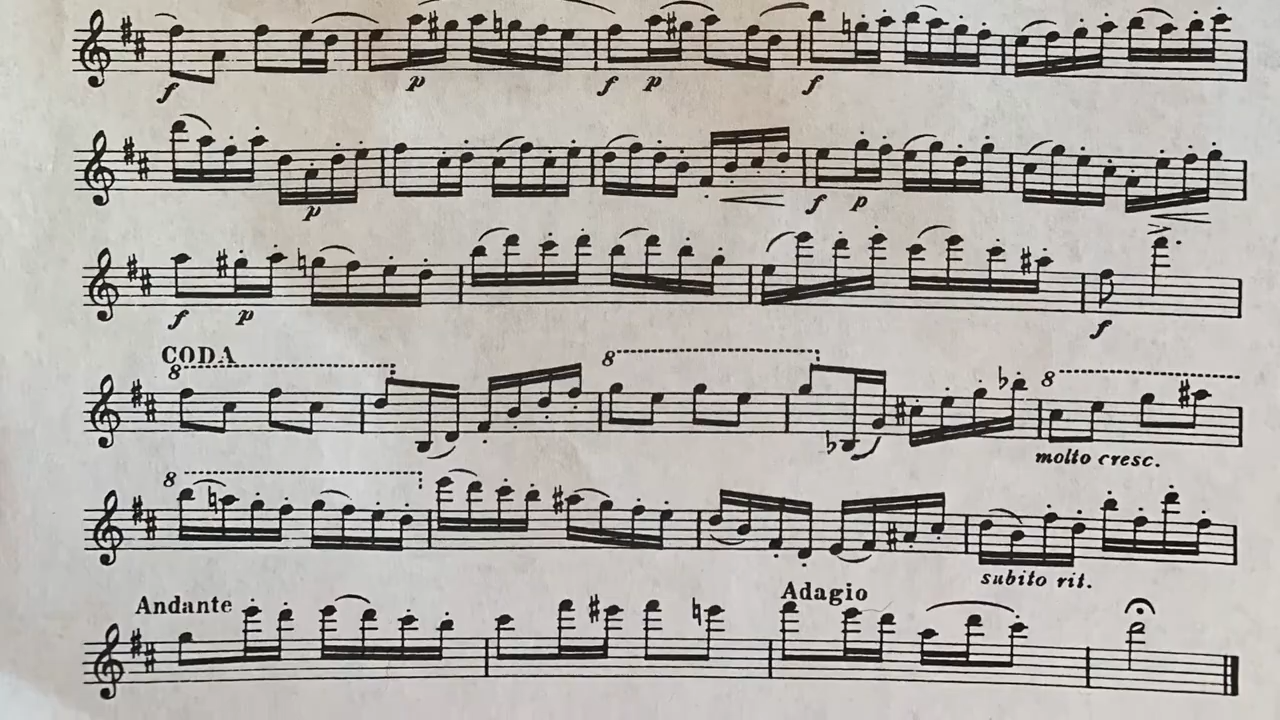 f p f p f
p f p
f p f
CODA
8 8 8
molto cresc.
8
subito rit.
Andante Adagio